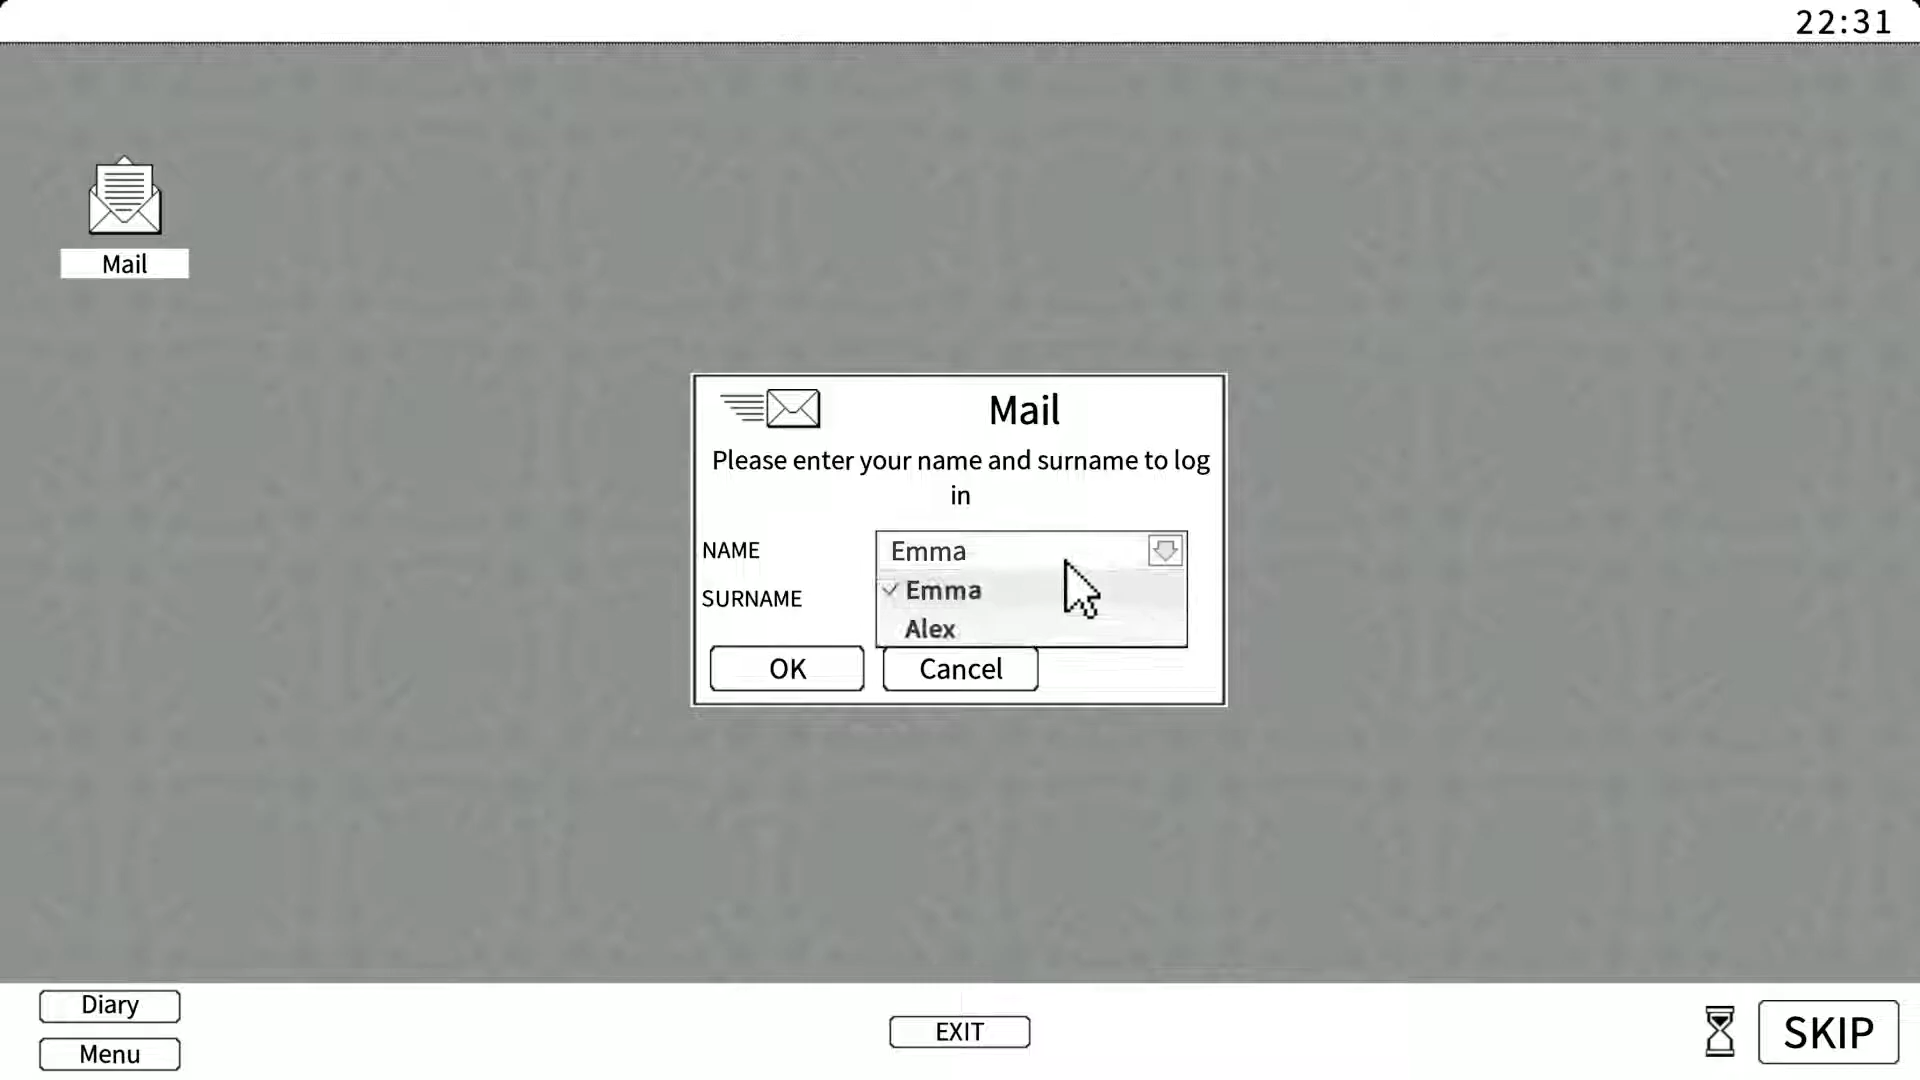 22:31
Mail
Mail
Please enter your name and surname to log
in
NAME
Emma
Emma
SURNAME
Alex
OK
Cancel
Diary
Menu
EXIT
SKIP